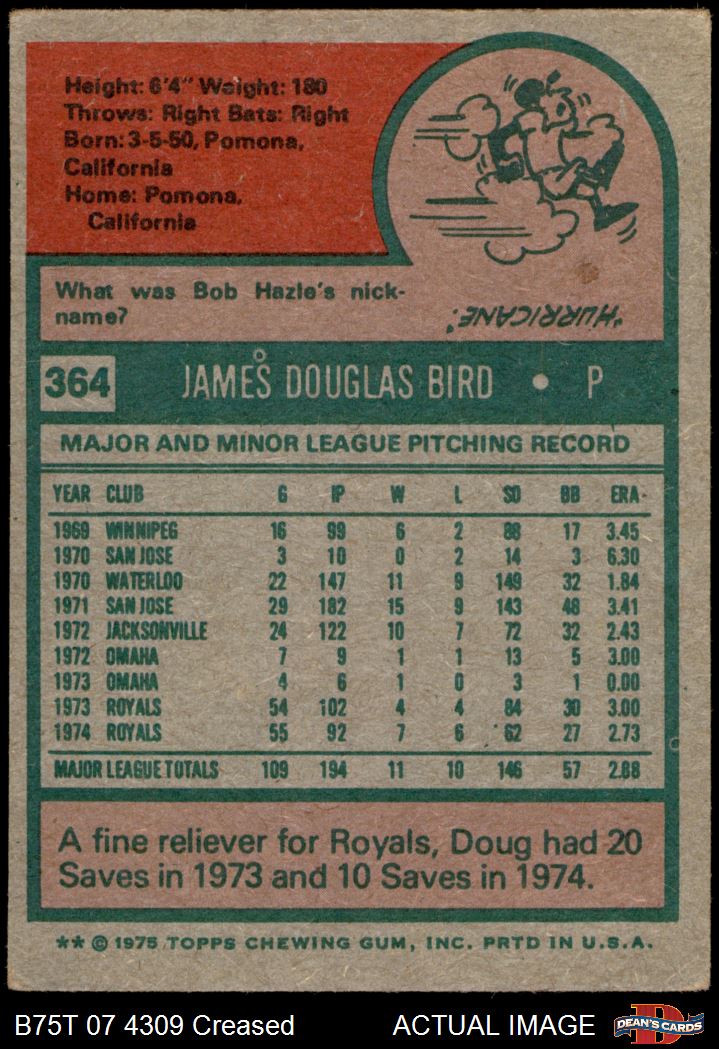 Height: 6'4" Weight: 180
Throws: Right Bats: Right
Born: 3-5-50, Pomona,
California
Home: Pomona,
California
What was Bob Hazle's nick-
name?
"HURRICANE".
364 JAMES DOUGLAS BIRD • P
MAJOR AND MINOR LEAGUE PITCHING RECORD
YEAR CLUB G IP W L SO BB ERA
1969 WINNIPEG 16 99 6 2 88 17 3.45
1970 SAN JOSE 3 10 0 2 14 3 6.30
1970 WATERLOO 22 147 11 9 149 32 1.84
1971 SAN JOSE 29 182 15 9 143 48 3.41
1972 JACKSONVILLE 24 122 10 7 72 32 2.43
1972 OMAHA 7 9 1 1 13 5 3.00
1973 OMAHA 4 6 1 0 3 1 0.00
1973 ROYALS 54 102 4 4 84 30 3.00
1974 ROYALS 55 92 7 6 62 27 2.73
MAJOR LEAGUE TOTALS 109 194 11 10 146 57 2.88
A fine reliever for Royals, Doug had 20
Saves in 1973 and 10 Saves in 1974.
** © 1975 TOPPS CHEWING GUM, INC. PRTD IN U.S.A.
B75T 07 4309 Creased ACTUAL IMAGE DEAN'S CARDS